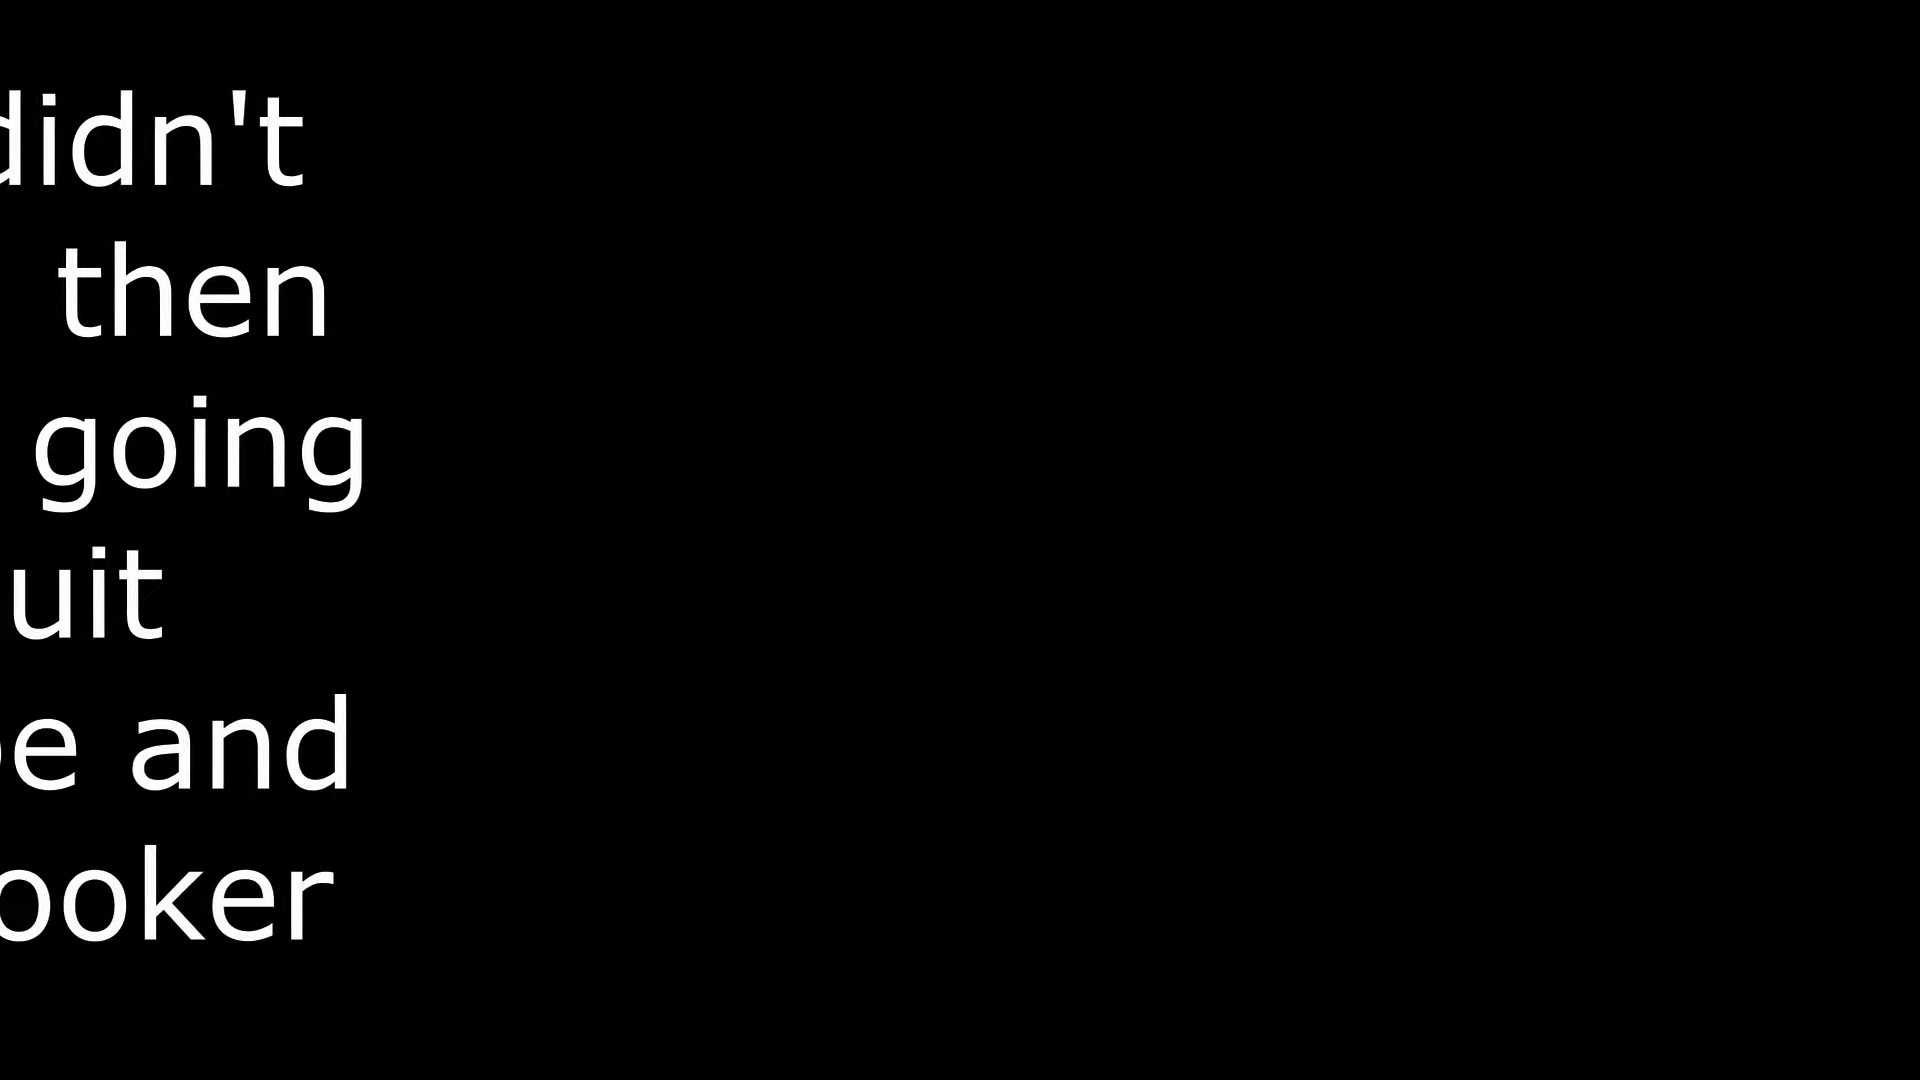 didn't
then
going
uit
e and
ooker